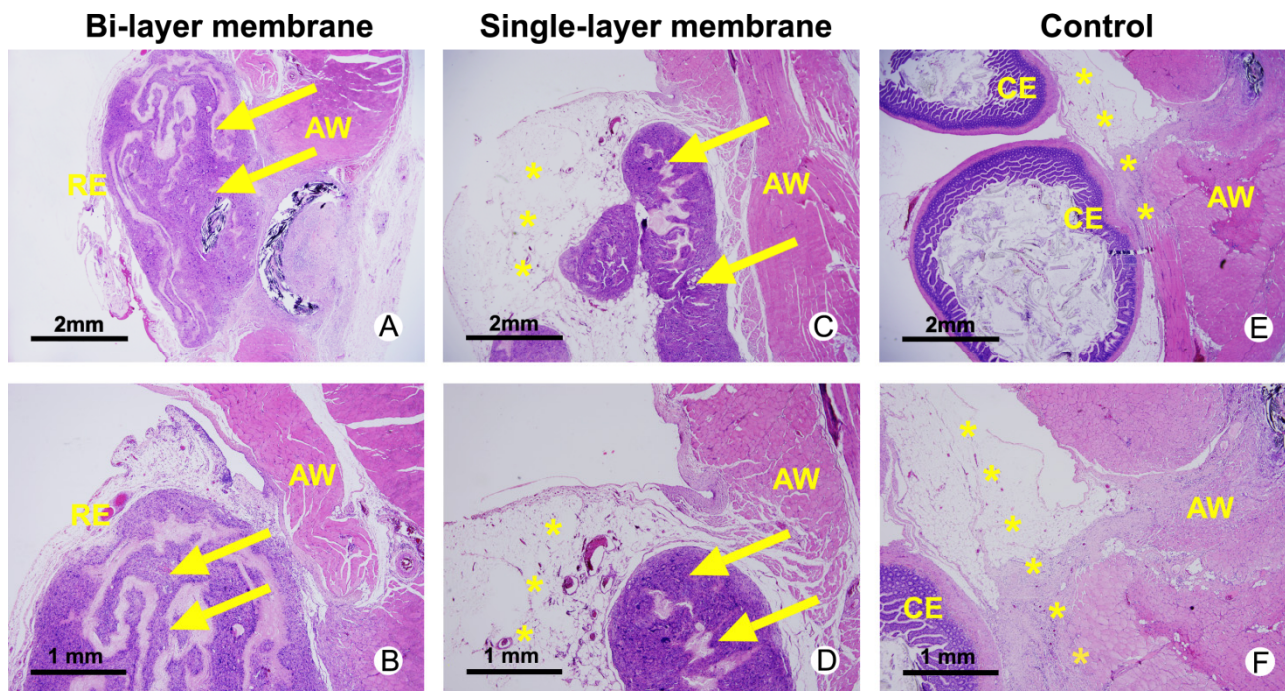 Bi-layer membrane
Single-layer membrane
Control
AW
RE
2mm
A
* * *
AW
2mm
C
CE
CE
* * * *
AW
2mm
E
AW
RE
1 mm
B
* * *
AW
1 mm
D
* * * * * *
AW
CE
1 mm
F